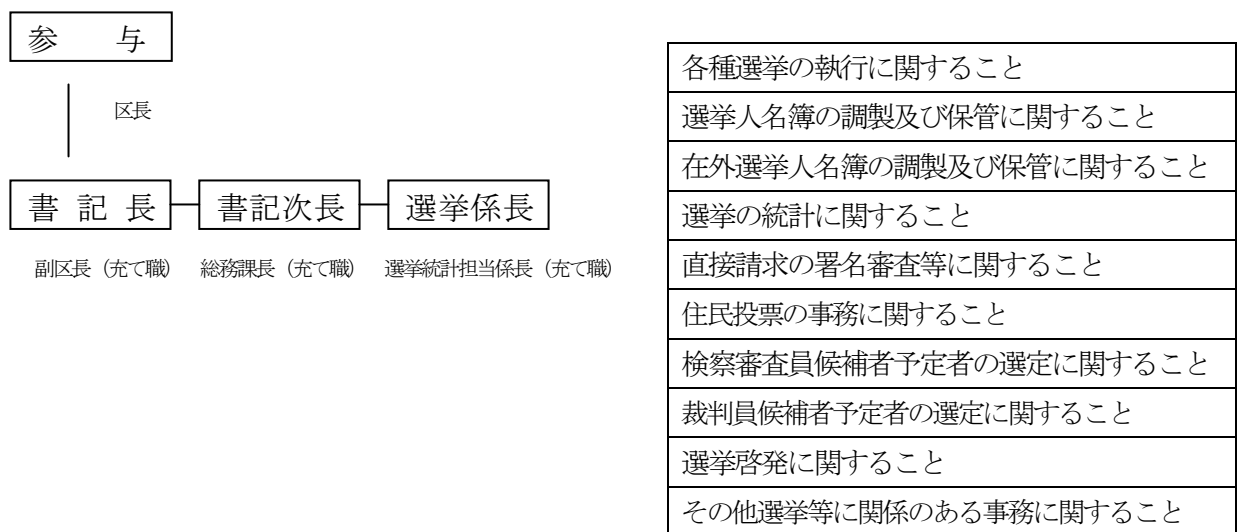 参　与
区長
書 記 長　書記次長　選挙係長
副区長（充て職）　総務課長（充て職）　選挙統計担当係長（充て職）
各種選挙の執行に関すること
選挙人名簿の調製及び保管に関すること
在外選挙人名簿の調製及び保管に関すること
選挙の統計に関すること
直接請求の署名審査等に関すること
住民投票の事務に関すること
検察審査員候補者予定者の選定に関すること
裁判員候補者予定者の選定に関すること
選挙啓発に関すること
その他選挙等に関係のある事務に関すること